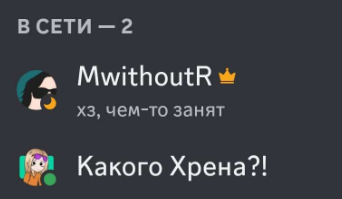 В СЕТИ — 2
MwithoutR
хз, чем-то занят
Какого Хрена?!